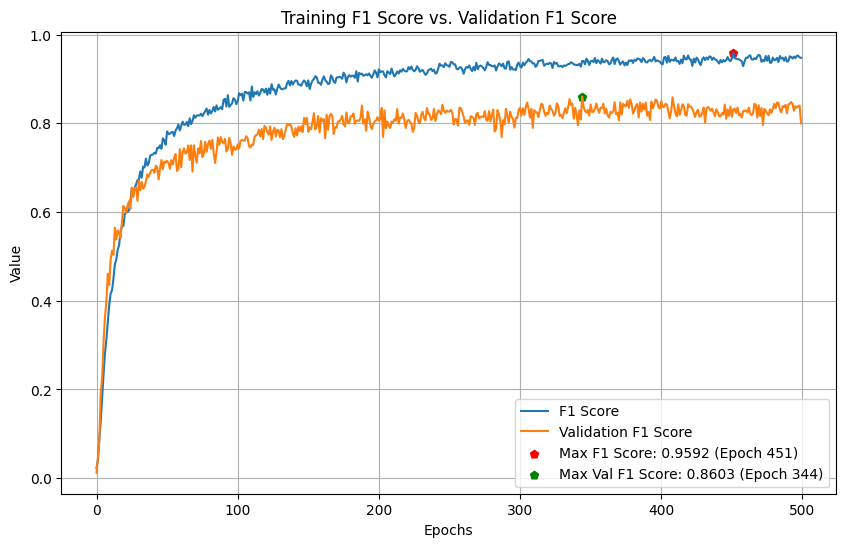 Training F1 Score vs. Validation F1 Score
1.0
0.8
0.6
0.4
0.2
0.0
Value
0
100
200
300
400
500
Epochs
F1 Score
Validation F1 Score
Max F1 Score: 0.9592 (Epoch 451)
Max Val F1 Score: 0.8603 (Epoch 344)